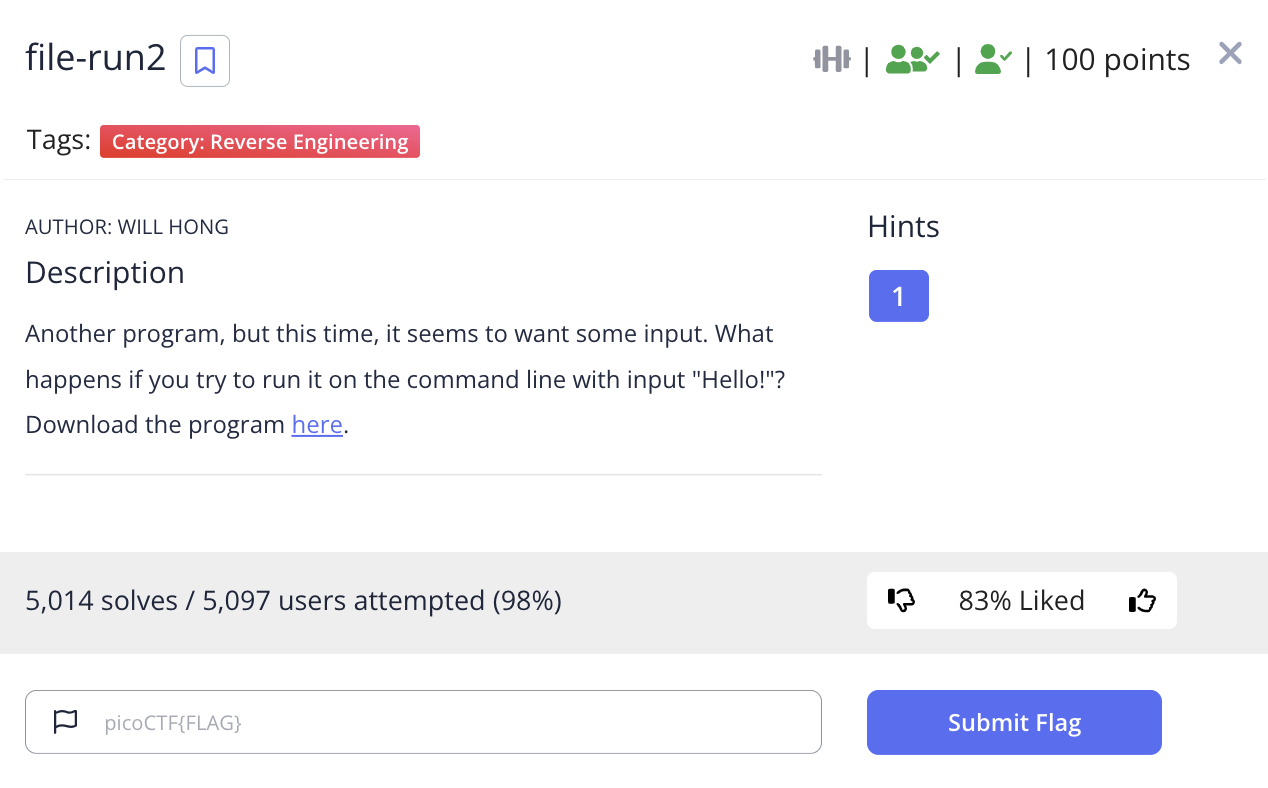 file-run2
| | | 100 points
Tags: Category: Reverse Engineering
AUTHOR: WILL HONG
Description
Another program, but this time, it seems to want some input. What
happens if you try to run it on the command line with input "Hello!"?
Download the program here.
Hints
1
5,014 solves / 5,097 users attempted (98%)
83% Liked
picoCTF{FLAG}
Submit Flag